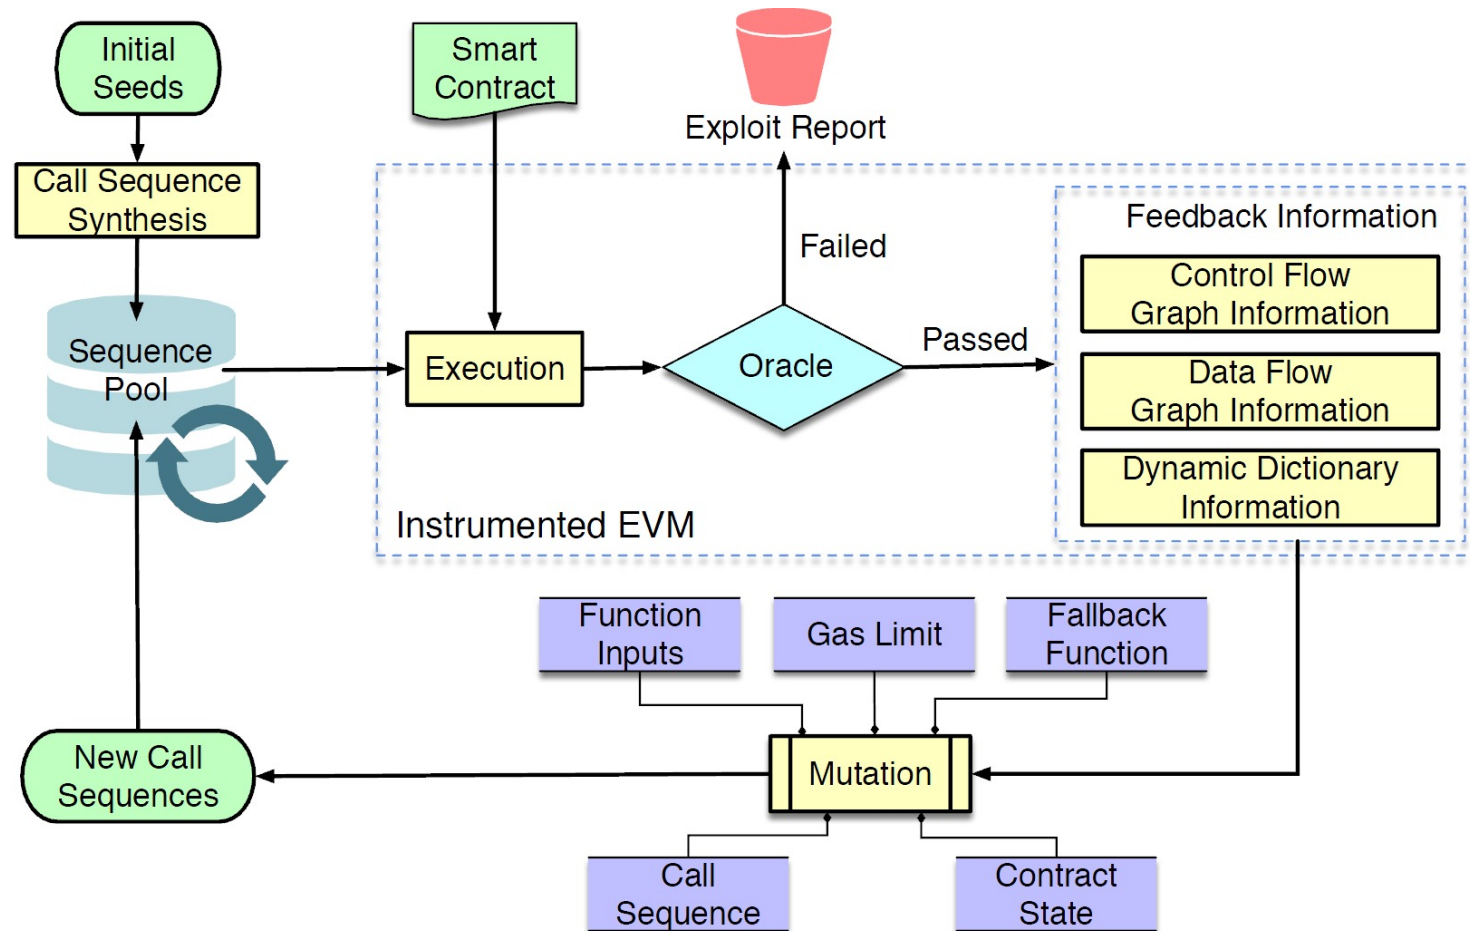 Initial
Seeds
Smart
Contract
Exploit Report
Call Sequence
Synthesis
Feedback Information
Failed
Control Flow
Graph Information
Sequence
Pool
Execution
Oracle
Passed
Data Flow
Graph Information
Dynamic Dictionary
Information
Instrumented EVM
Function
Inputs
Gas Limit
Fallback
Function
New Call
Sequences
Mutation
Call
Sequence
Contract
State